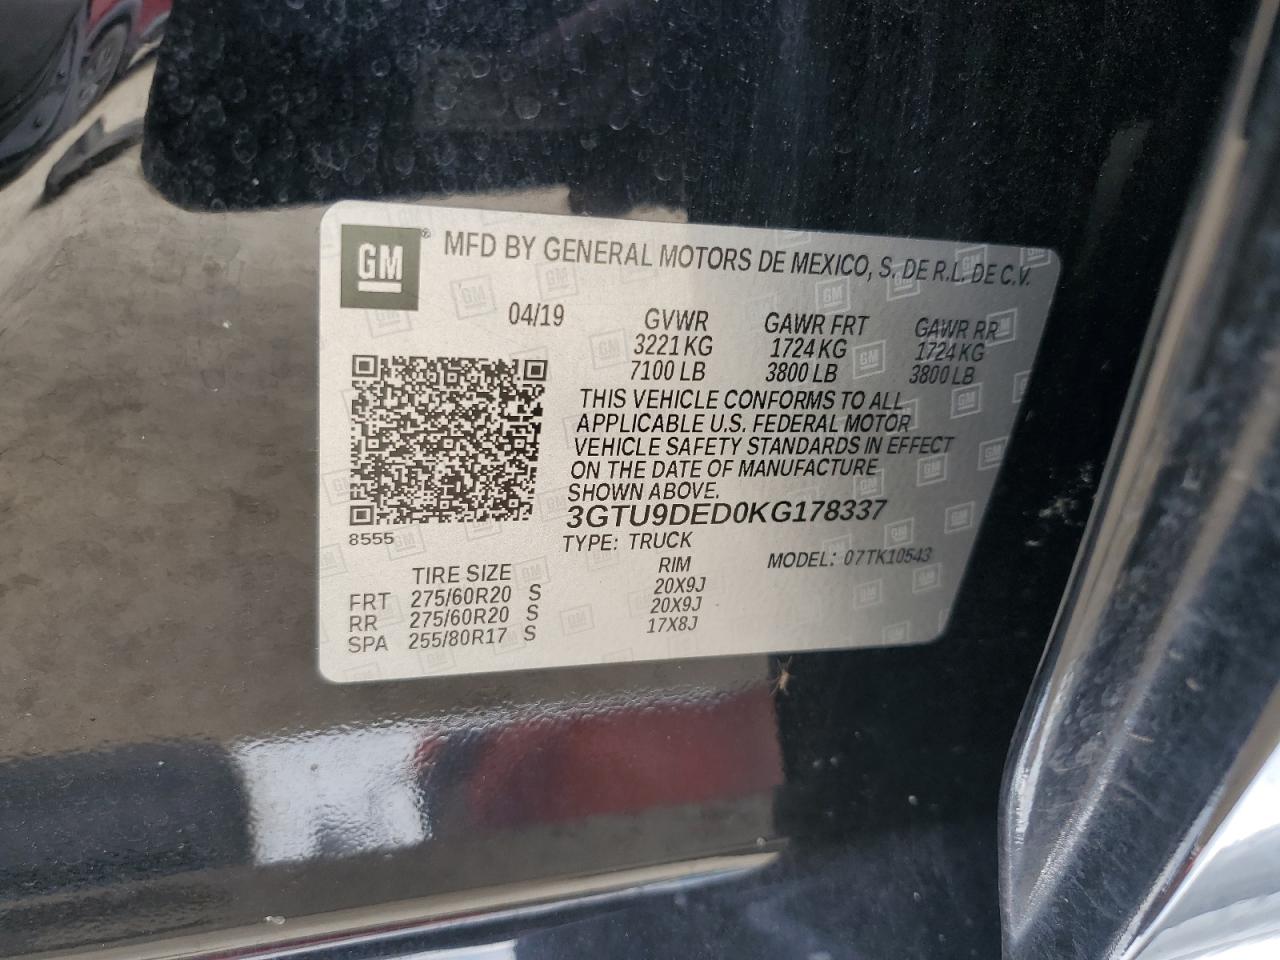 GM ® MFD BY GENERAL MOTORS DE MEXICO, S. DE R.L. DE C.V.
04/19 GVWR GAWR FRT GAWR RR
3221 KG 1724 KG 1724 KG
7100 LB 3800 LB 3800 LB
THIS VEHICLE CONFORMS TO ALL
APPLICABLE U.S. FEDERAL MOTOR
VEHICLE SAFETY STANDARDS IN EFFECT
ON THE DATE OF MANUFACTURE
SHOWN ABOVE.
3GTU9DED0KG178337
8555
TYPE: TRUCK MODEL: 07TK10543
TIRE SIZE RIM
FRT 275/60R20 S 20X9J
RR 275/60R20 S 20X9J
SPA 255/80R17 S 17X8J